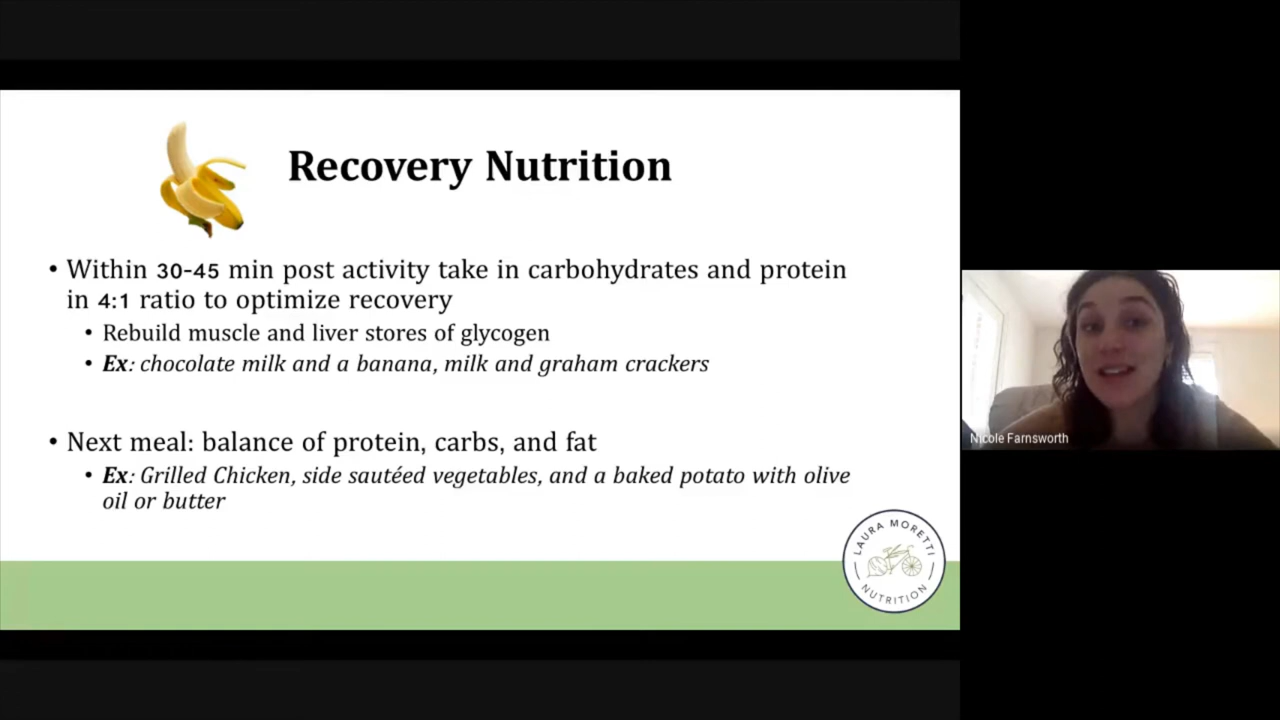 Recovery Nutrition
• Within 30-45 min post activity take in carbohydrates and protein
in 4:1 ratio to optimize recovery
• Rebuild muscle and liver stores of glycogen
• Ex: chocolate milk and a banana, milk and graham crackers
• Next meal: balance of protein, carbs, and fat
• Ex: Grilled Chicken, side sautéed vegetables, and a baked potato with olive
oil or butter
LAURA MORETTI
NUTRITION
Nicole Farnsworth